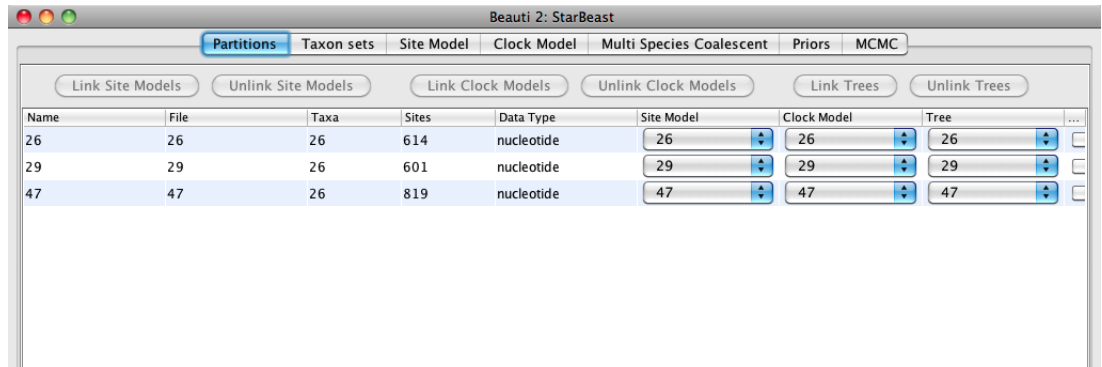 Beauti 2: StarBeast
Partitions Taxon sets Site Model Clock Model Multi Species Coalescent Priors MCMC
Link Site Models Unlink Site Models Link Clock Models Unlink Clock Models Link Trees Unlink Trees
Name File Taxa Sites Data Type Site Model Clock Model Tree ...
26 26 26 614 nucleotide 26 26 26
29 29 26 601 nucleotide 29 29 29
47 47 26 819 nucleotide 47 47 47